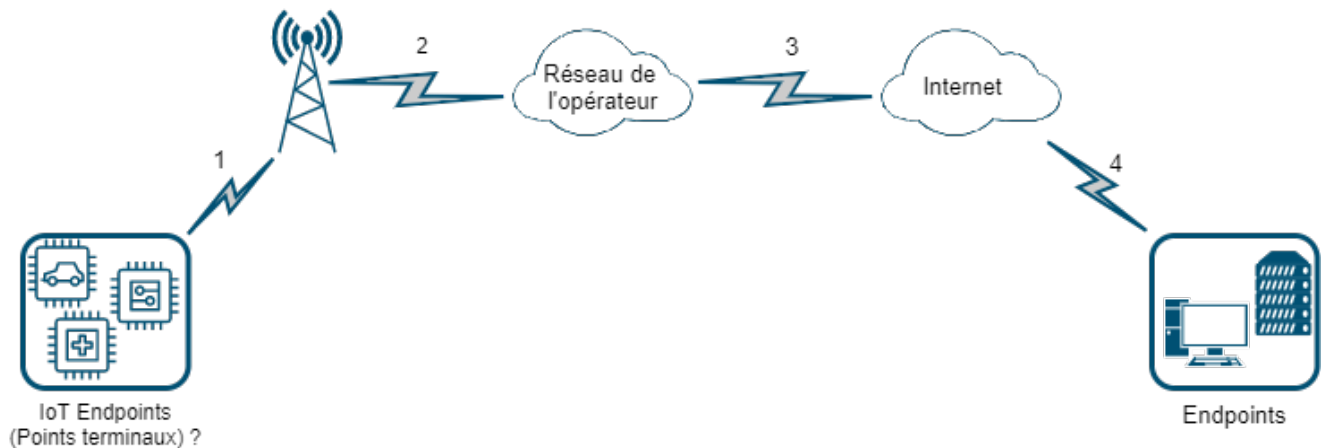 2
3
Réseau de
l'opérateur
Internet
1
4
IoT Endpoints
(Points terminaux) ?
Endpoints